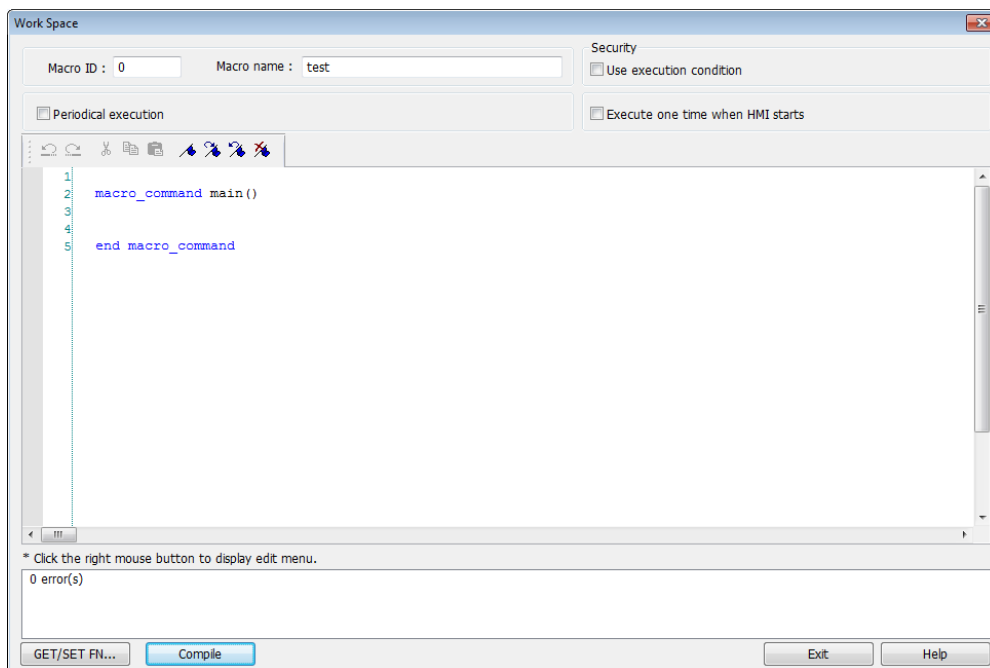 Work Space
Security
Macro ID : 0 Macro name : test
Use execution condition
Periodical execution
Execute one time when HMI starts
1
2 macro_command main()
3
4
5 end macro_command
* Click the right mouse button to display edit menu.
0 error(s)
GET/SET FN... Compile Exit Help